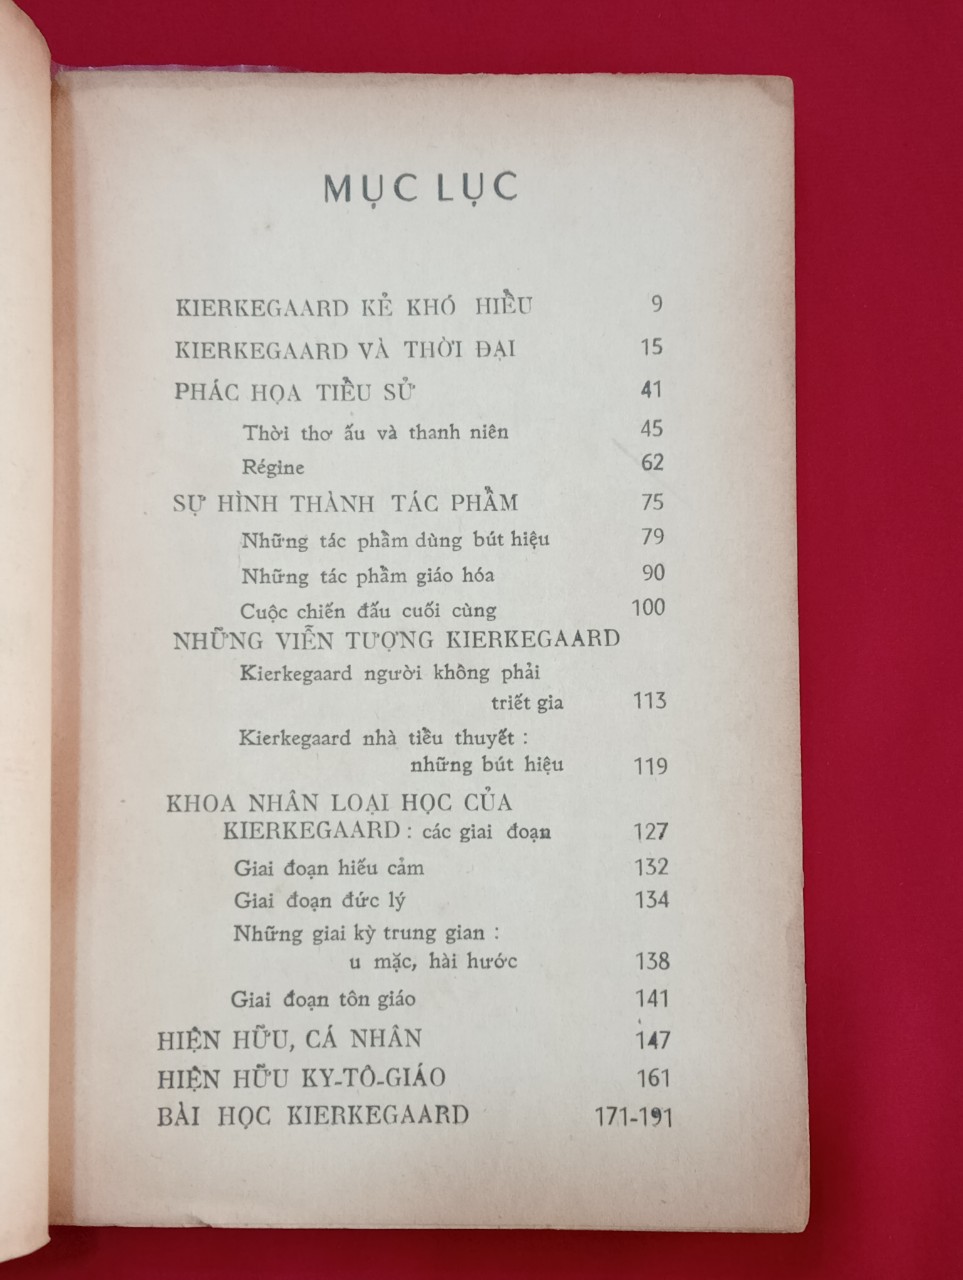 MỤC LỤC
KIERKEGAARD KẺ KHÓ HIỂU 9
KIERKEGAARD VÀ THỜI ĐẠI 15
PHÁC HỌA TIỂU SỬ 41
Thời thơ ấu và thanh niên 45
Régine 62
SỰ HÌNH THÀNH TÁC PHẨM 75
Những tác phẩm dùng bút hiệu 79
Những tác phẩm giáo hóa 90
Cuộc chiến đấu cuối cùng 100
NHỮNG VIỄN TƯỢNG KIERKEGAARD
Kierkegaard người không phải
triết gia 113
Kierkegaard nhà tiểu thuyết :
những bút hiệu 119
KHOA NHÂN LOẠI HỌC CỦA
KIERKEGAARD : các giai đoạn 127
Giai đoạn hiếu cảm 132
Giai đoạn đức lý 134
Những giai kỳ trung gian :
u mặc, hài hước 138
Giai đoạn tôn giáo 141
HIỆN HỮU, CÁ NHÂN 147
HIỆN HỮU KY-TÔ-GIÁO 161
BÀI HỌC KIERKEGAARD 171-191